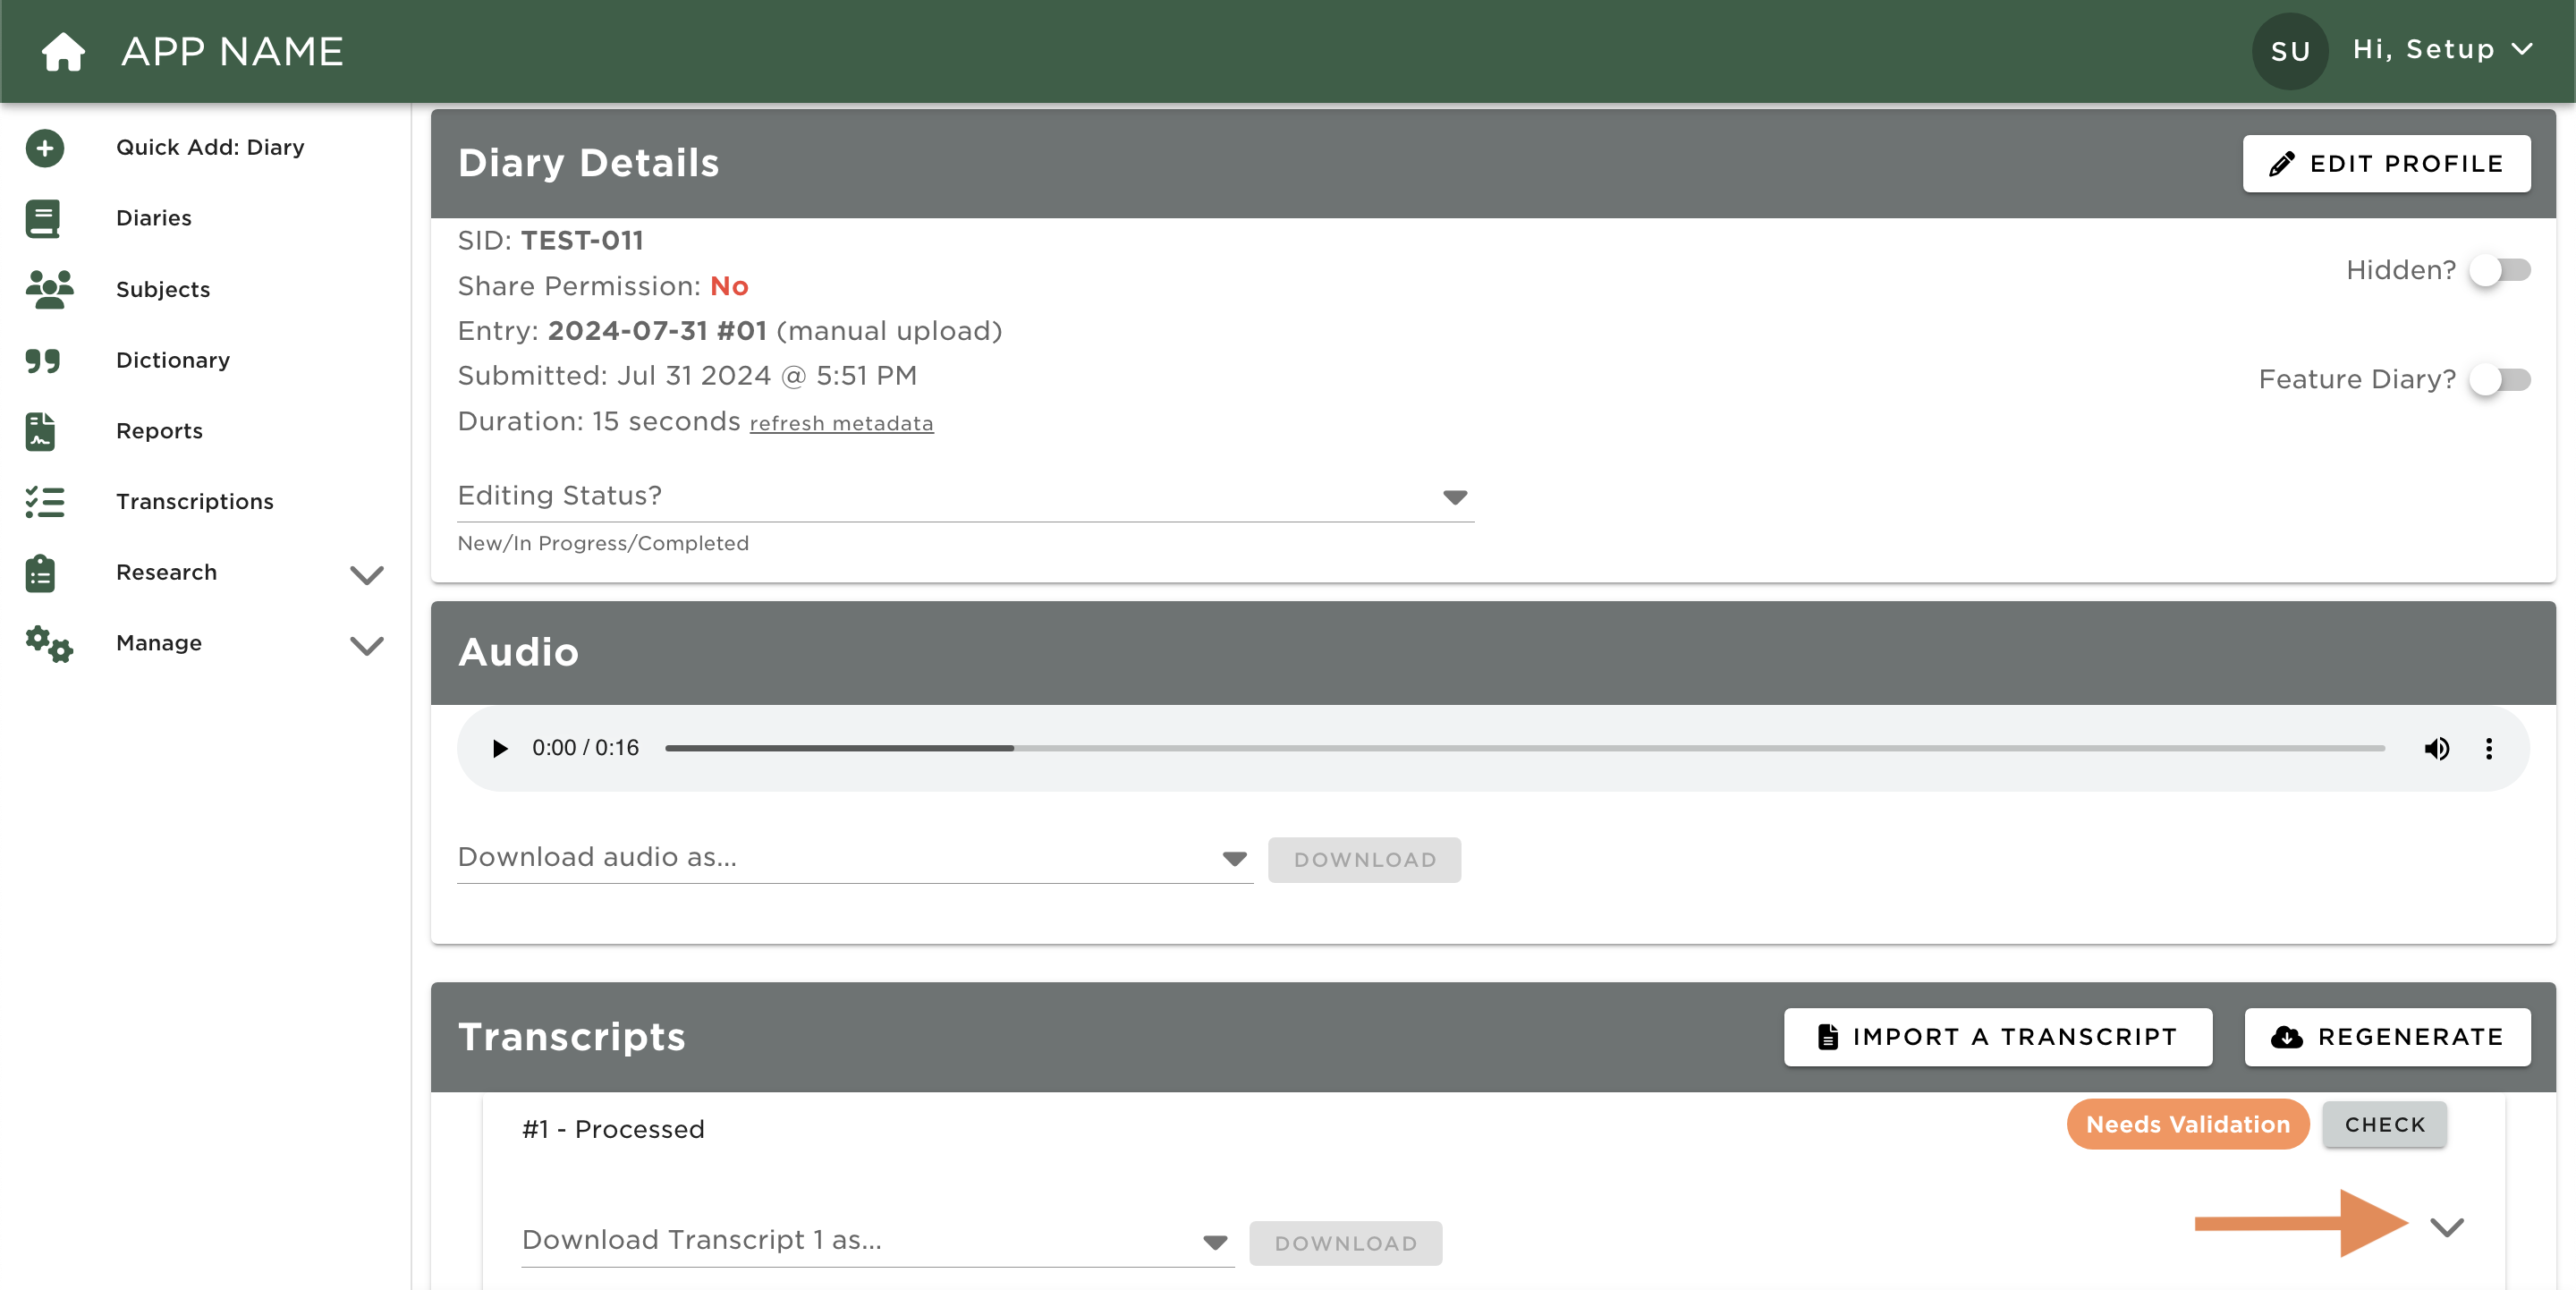 APP NAME
SU
Hi, Setup
Quick Add: Diary
Diaries
Subjects
Dictionary
Reports
Transcriptions
Research
Manage
Diary Details
EDIT PROFILE
SID: TEST-011
Share Permission: No
Entry: 2024-07-31 #01 (manual upload)
Submitted: Jul 31 2024 @ 5:51 PM
Duration: 15 seconds refresh metadata
Hidden?
Feature Diary?
Editing Status?
New/In Progress/Completed
Audio
0:00 / 0:16
Download audio as...
DOWNLOAD
Transcripts
IMPORT A TRANSCRIPT
REGENERATE
#1 - Processed
Needs Validation
CHECK
Download Transcript 1 as...
DOWNLOAD